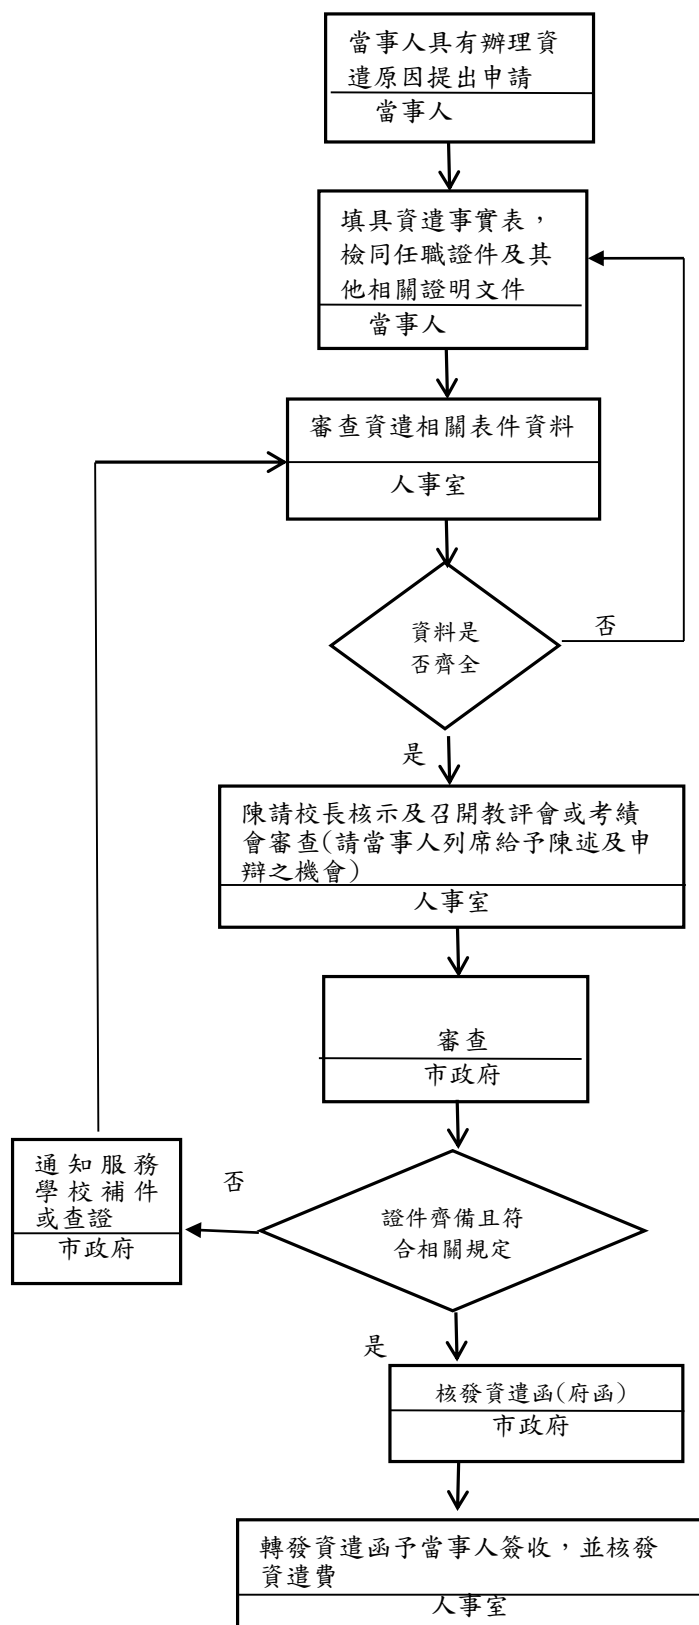 當事人具有辦理資
遣原因提出申請
當事人
填具資遣事實表，
檢同任職證件及其
他相關證明文件
當事人
審查資遣相關表件資料
人事室
資料是
否齊全
否
是
陳請校長核示及召開教評會或考績
會審查(請當事人列席給予陳述及申
辯之機會)
人事室
審查
市政府
通知服務
學校補件
或查證
市政府
否
證件齊備且符
合相關規定
是
核發資遣函(府函)
市政府
轉發資遣函予當事人簽收，並核發
資遣費
人事室